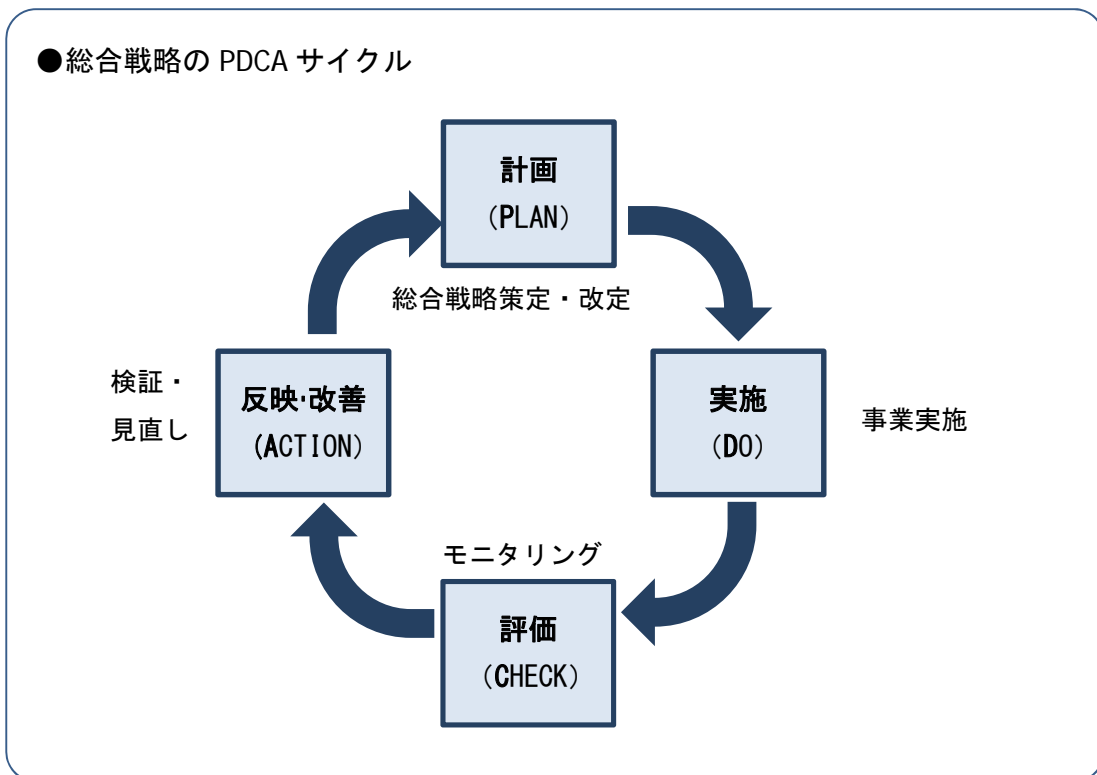 ●総合戦略の PDCA サイクル
計画
（PLAN）
総合戦略策定・改定
検証・
見直し
反映･改善
(ACTION）
実施
（DO）
事業実施
モニタリング
評価
（CHECK）